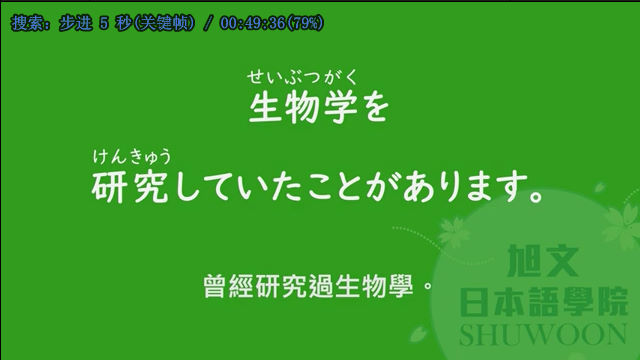 搜索: 步进 5 秒(关键帧) / 00:49:36(79%)
せいぶつがく
生物学を
けんきゅう
研究していたことがあります。
曾經研究過生物學。
旭文
日本語學院
SHUWOON